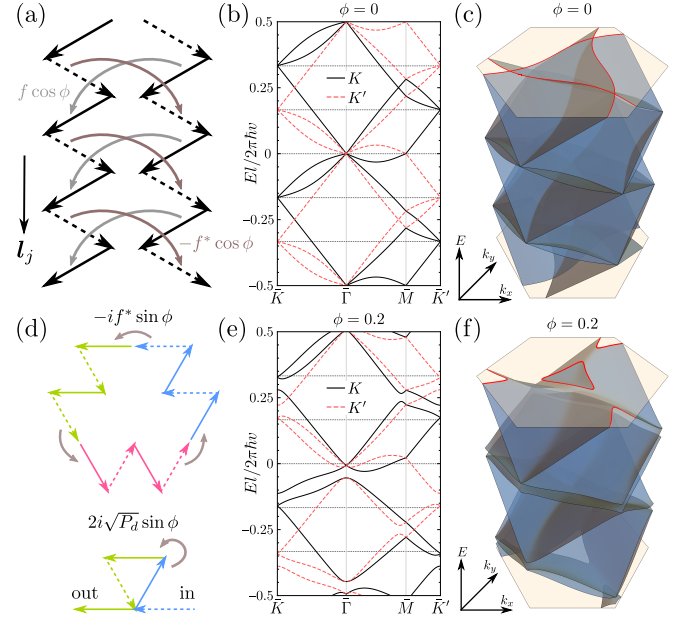 (a)
f cos ϕ
−f* cos ϕ
l_j
(b)
ϕ = 0
El/2πħv
0.5
0.25
0
−0.25
−0.5
K
K′
K̄
Γ̄
M̄
K̄′
(c)
ϕ = 0
E
k_y
k_x
(d)
−if* sin ϕ
2i√P_d sin ϕ
out
in
(e)
ϕ = 0.2
El/2πħv
0.5
0.25
0
−0.25
−0.5
K
K′
K̄
Γ̄
M̄
K̄′
(f)
ϕ = 0.2
E
k_y
k_x